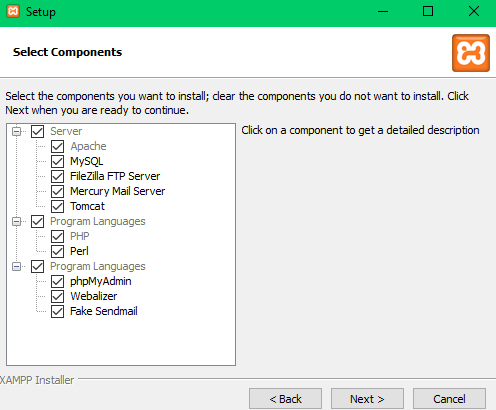 Setup
Select Components
Select the components you want to install; clear the components you do not want to install. Click
Next when you are ready to continue.
Server
Apache
MySQL
FileZilla FTP Server
Mercury Mail Server
Tomcat
Program Languages
PHP
Perl
Program Languages
phpMyAdmin
Webalizer
Fake Sendmail
Click on a component to get a detailed description
XAMPP Installer
< Back
Next >
Cancel